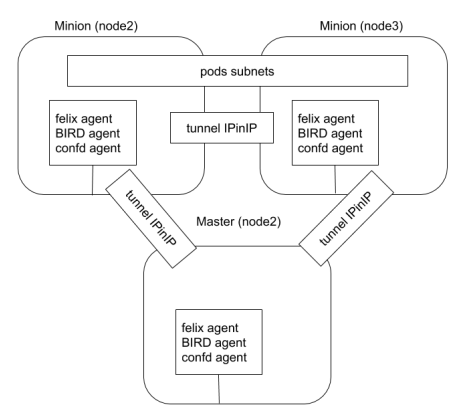 Minion (node2)
Minion (node3)
pods subnets
tunnel IPinIP
felix agent
BIRD agent
confd agent
felix agent
BIRD agent
confd agent
tunnel IPinIP
tunnel IPinIP
Master (node2)
felix agent
BIRD agent
confd agent